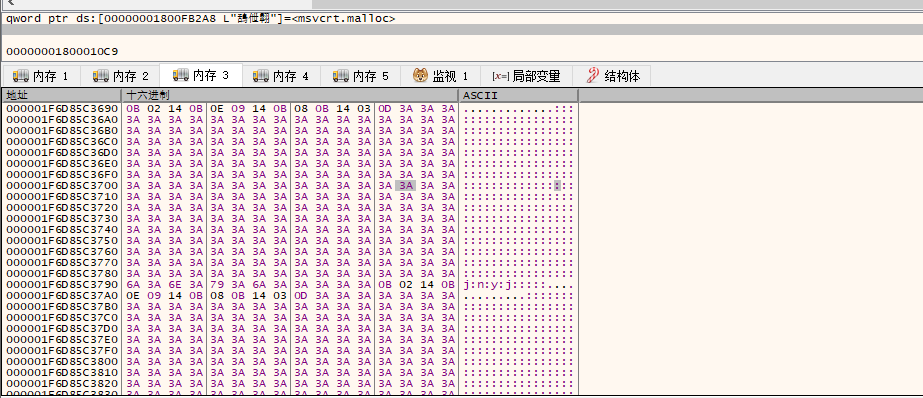 qword ptr ds:[00000001800FB2A8 L"]=<msvcrt.malloc>
00000001800010C9
内存 1 内存 2 内存 3 内存 4 内存 5 监视 1 [x=] 局部变量 结构体
地址 十六进制 ASCII
000001F6D85C3690 0B 02 14 0B 0E 09 14 0B 08 0B 14 03 0D 3A 3A 3A .............:::
000001F6D85C36A0 3A 3A 3A 3A 3A 3A 3A 3A 3A 3A 3A 3A 3A 3A 3A 3A ::::::::::::::::
000001F6D85C36B0 3A 3A 3A 3A 3A 3A 3A 3A 3A 3A 3A 3A 3A 3A 3A 3A ::::::::::::::::
000001F6D85C36C0 3A 3A 3A 3A 3A 3A 3A 3A 3A 3A 3A 3A 3A 3A 3A 3A ::::::::::::::::
000001F6D85C36D0 3A 3A 3A 3A 3A 3A 3A 3A 3A 3A 3A 3A 3A 3A 3A 3A ::::::::::::::::
000001F6D85C36E0 3A 3A 3A 3A 3A 3A 3A 3A 3A 3A 3A 3A 3A 3A 3A 3A ::::::::::::::::
000001F6D85C36F0 3A 3A 3A 3A 3A 3A 3A 3A 3A 3A 3A 3A 3A 3A 3A 3A ::::::::::::::::
000001F6D85C3700 3A 3A 3A 3A 3A 3A 3A 3A 3A 3A 3A 3A 3A 3A 3A 3A ::::::::::::::::
000001F6D85C3710 3A 3A 3A 3A 3A 3A 3A 3A 3A 3A 3A 3A 3A 3A 3A 3A ::::::::::::::::
000001F6D85C3720 3A 3A 3A 3A 3A 3A 3A 3A 3A 3A 3A 3A 3A 3A 3A 3A ::::::::::::::::
000001F6D85C3730 3A 3A 3A 3A 3A 3A 3A 3A 3A 3A 3A 3A 3A 3A 3A 3A ::::::::::::::::
000001F6D85C3740 3A 3A 3A 3A 3A 3A 3A 3A 3A 3A 3A 3A 3A 3A 3A 3A ::::::::::::::::
000001F6D85C3750 3A 3A 3A 3A 3A 3A 3A 3A 3A 3A 3A 3A 3A 3A 3A 3A ::::::::::::::::
000001F6D85C3760 3A 3A 3A 3A 3A 3A 3A 3A 3A 3A 3A 3A 3A 3A 3A 3A ::::::::::::::::
000001F6D85C3770 3A 3A 3A 3A 3A 3A 3A 3A 3A 3A 3A 3A 3A 3A 3A 3A ::::::::::::::::
000001F6D85C3780 3A 3A 3A 3A 3A 3A 3A 3A 3A 3A 3A 3A 3A 3A 3A 3A ::::::::::::::::
000001F6D85C3790 6A 3A 6E 3A 79 3A 6A 3A 3A 3A 3A 3A 0B 02 14 0B j:n:y:j:::::....
000001F6D85C37A0 0E 09 14 0B 08 0B 14 03 0D 3A 3A 3A 3A 3A 3A 3A .........:::::::
000001F6D85C37B0 3A 3A 3A 3A 3A 3A 3A 3A 3A 3A 3A 3A 3A 3A 3A 3A ::::::::::::::::
000001F6D85C37C0 3A 3A 3A 3A 3A 3A 3A 3A 3A 3A 3A 3A 3A 3A 3A 3A ::::::::::::::::
000001F6D85C37D0 3A 3A 3A 3A 3A 3A 3A 3A 3A 3A 3A 3A 3A 3A 3A 3A ::::::::::::::::
000001F6D85C37E0 3A 3A 3A 3A 3A 3A 3A 3A 3A 3A 3A 3A 3A 3A 3A 3A ::::::::::::::::
000001F6D85C37F0 3A 3A 3A 3A 3A 3A 3A 3A 3A 3A 3A 3A 3A 3A 3A 3A ::::::::::::::::
000001F6D85C3800 3A 3A 3A 3A 3A 3A 3A 3A 3A 3A 3A 3A 3A 3A 3A 3A ::::::::::::::::
000001F6D85C3810 3A 3A 3A 3A 3A 3A 3A 3A 3A 3A 3A 3A 3A 3A 3A 3A ::::::::::::::::
000001F6D85C3820 3A 3A 3A 3A 3A 3A 3A 3A 3A 3A 3A 3A 3A 3A 3A 3A ::::::::::::::::
000001F6D85C3830 3A 3A 3A 3A 3A 3A 3A 3A 3A 3A 3A 3A 3A 3A 3A 3A ::::::::::::::::